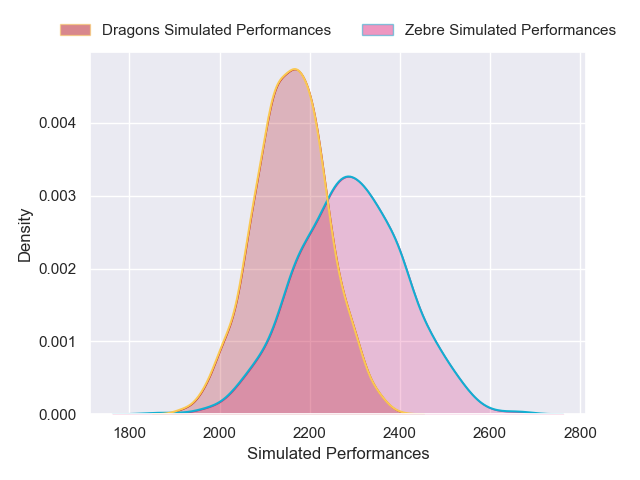 Dragons Simulated Performances Zebre Simulated Performances
Density
0.004
0.003
0.002
0.001
0.000
1800 2000 2200 2400 2600 2800
Simulated Performances